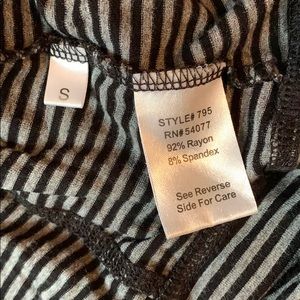 S
STYLE# 795
RN# 54077
92% Rayon
8% Spandex
See Reverse
Side For Care